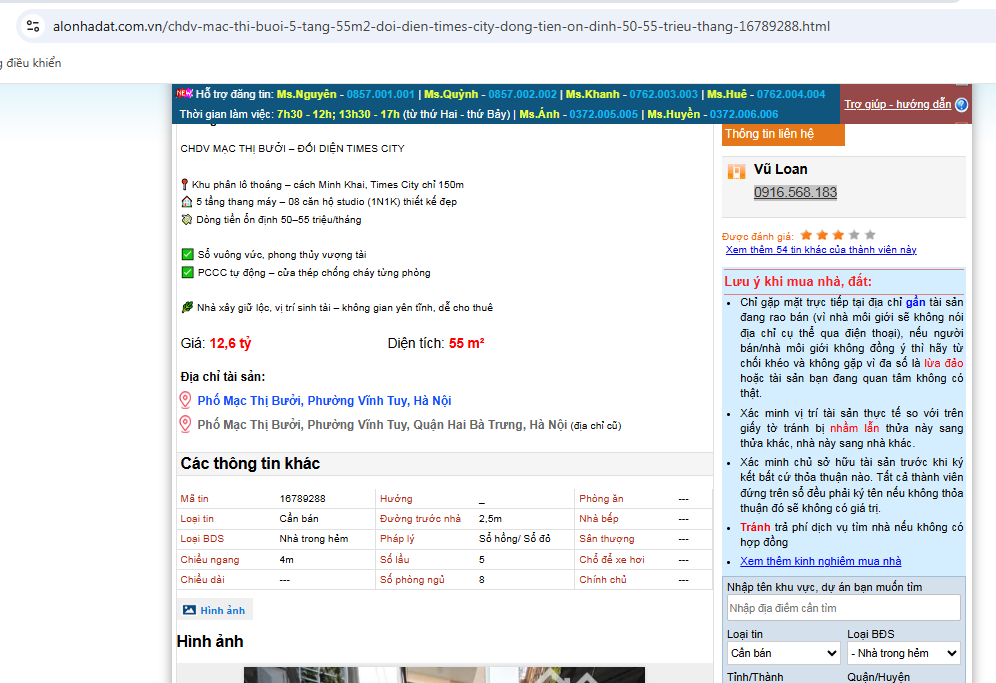 alonhadat.com.vn/chdv-mac-thi-buoi-5-tang-55m2-doi-dien-times-city-dong-tien-on-dinh-50-55-trieu-thang-16789288.html
điều khiển
NEW Hỗ trợ đăng tin: Ms.Nguyên - 0857.001.001 | Ms.Quỳnh - 0857.002.002 | Ms.Khanh - 0762.003.003 | Ms.Huê - 0762.004.004
Thời gian làm việc: 7h30 - 12h; 13h30 - 17h (từ thứ Hai - thứ Bảy) | Ms.Ánh - 0372.005.005 | Ms.Huyền - 0372.006.006
Trợ giúp - hướng dẫn
CHDV MẠC THỊ BƯỞI – ĐỐI DIỆN TIMES CITY
Khu phân lô thoáng – cách Minh Khai, Times City chỉ 150m
5 tầng thang máy – 08 căn hộ studio (1N1K) thiết kế đẹp
Dòng tiền ổn định 50–55 triệu/tháng
Sổ vuông vức, phong thủy vượng tài
PCCC tự động – cửa thép chống cháy từng phòng
Nhà xây giữ lộc, vị trí sinh tài – không gian yên tĩnh, dễ cho thuê
Giá: 12,6 tỷ
Diện tích: 55 m²
Địa chỉ tài sản:
Phố Mạc Thị Bưởi, Phường Vĩnh Tuy, Hà Nội
Phố Mạc Thị Bưởi, Phường Vĩnh Tuy, Quận Hai Bà Trưng, Hà Nội (địa chỉ cũ)
Các thông tin khác
Mã tin 16789288 Hướng _ Phòng ăn ---
Loại tin Cần bán Đường trước nhà 2,5m Nhà bếp ---
Loại BDS Nhà trong hẻm Pháp lý Sổ hồng/ Sổ đỏ Sân thượng ---
Chiều ngang 4m Số lầu 5 Chổ để xe hơi ---
Chiều dài --- Số phòng ngủ 8 Chính chủ ---
Hình ảnh
Hình ảnh
Thông tin liên hệ
Vũ Loan
0916.568.183
Được đánh giá:
Xem thêm 54 tin khác của thành viên này
Lưu ý khi mua nhà, đất:
• Chỉ gặp mặt trực tiếp tại địa chỉ gần tài sản
đang rao bán (vì nhà môi giới sẽ không nói
địa chỉ cụ thể qua điện thoại), nếu người
bán/nhà môi giới không đồng ý thì hãy từ
chối khéo và không gặp vì đa số là lừa đảo
hoặc tài sản bạn đang quan tâm không có
thật.
• Xác minh vị trí tài sản thực tế so với trên
giấy tờ tránh bị nhầm lẫn thửa này sang
thửa khác, nhà này sang nhà khác.
• Xác minh chủ sở hữu tài sản trước khi ký
kết bất cứ thỏa thuận nào. Tất cả thành viên
đứng trên sổ đều phải ký tên nếu không thỏa
thuận đó sẽ không có giá trị.
• Tránh trả phí dịch vụ tìm nhà nếu không có
hợp đồng
• Xem thêm kinh nghiệm mua nhà
Nhập tên khu vực, dự án bạn muốn tìm
Nhập địa điểm cần tìm
Loại tin Loại BĐS
Cần bán - Nhà trong hẻm
Tỉnh/Thành Quận/Huyện